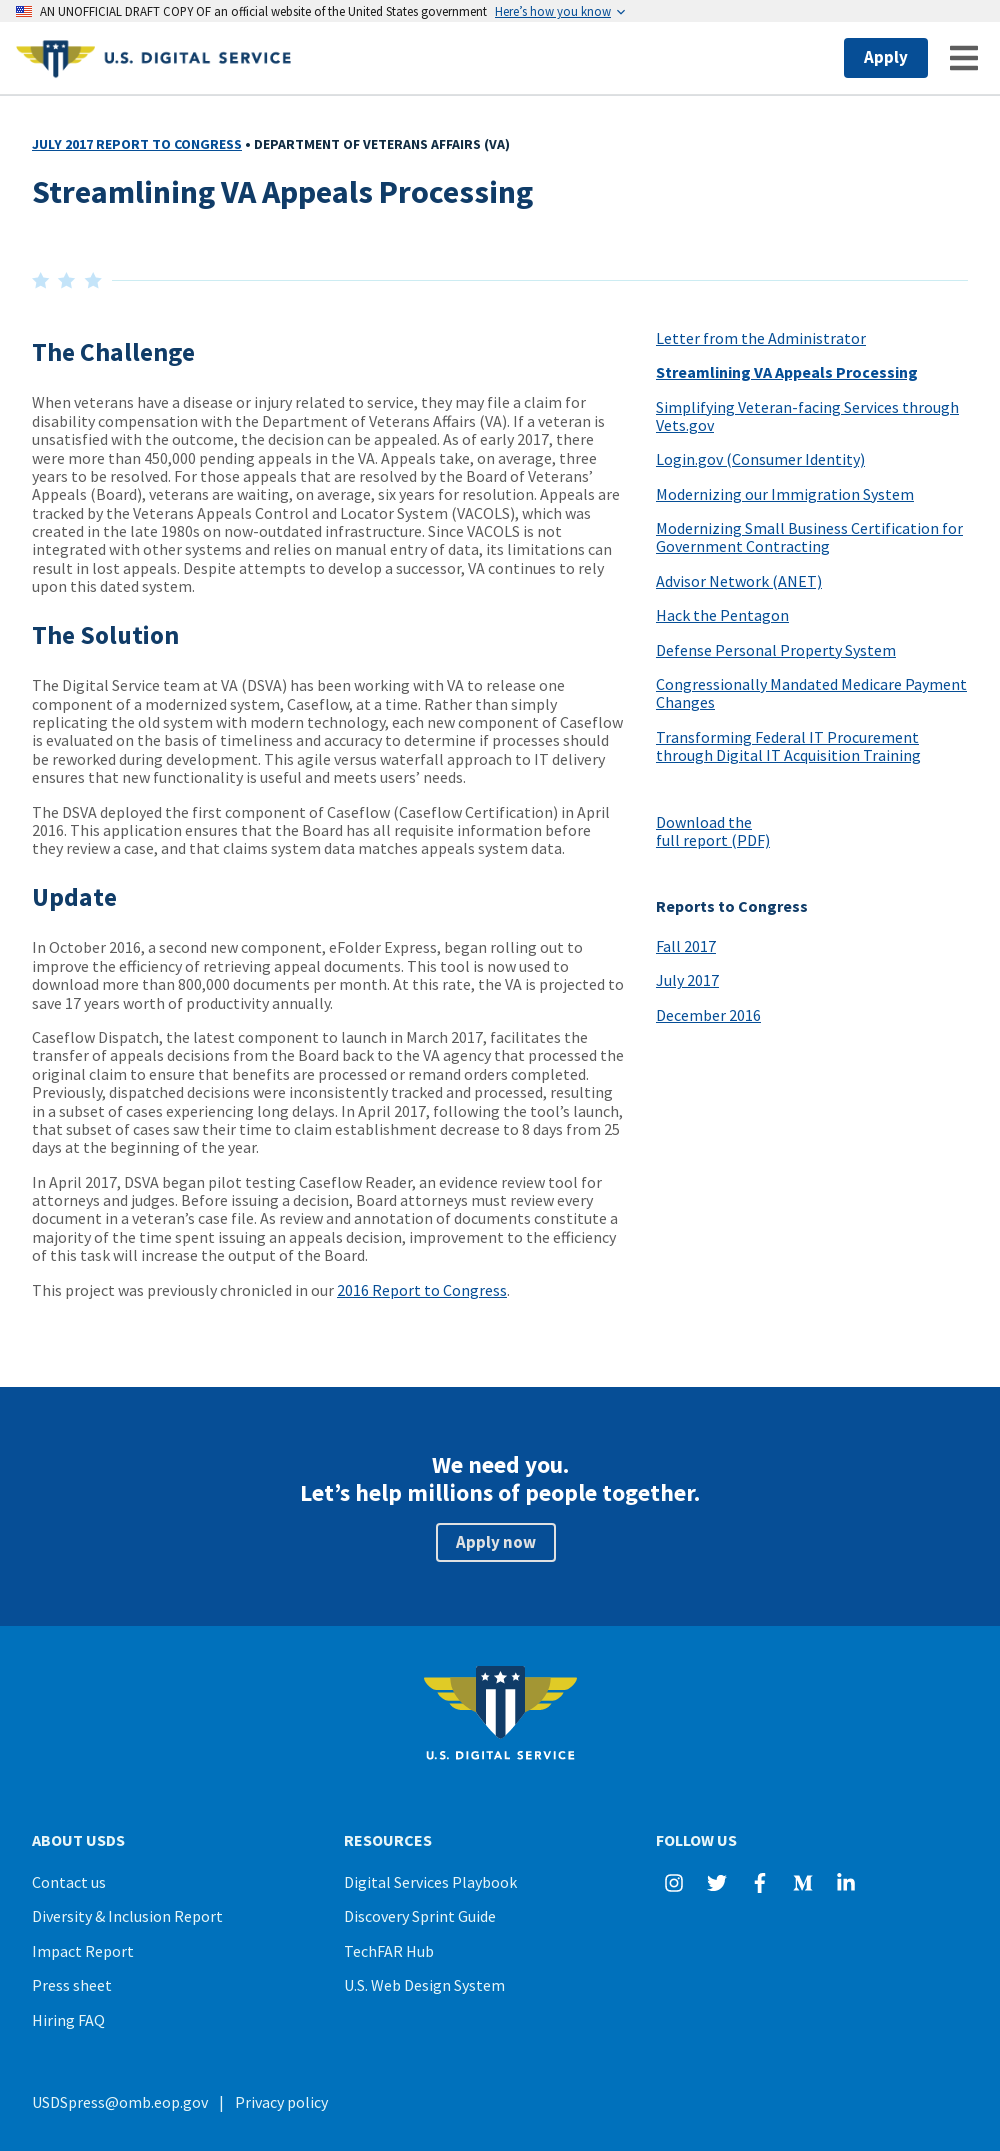 AN UNOFFICIAL DRAFT COPY OF an official website of the United States government Here’s how you know
U.S. DIGITAL SERVICE
Apply
JULY 2017 REPORT TO CONGRESS • DEPARTMENT OF VETERANS AFFAIRS (VA)
Streamlining VA Appeals Processing
The Challenge
When veterans have a disease or injury related to service, they may file a claim for
disability compensation with the Department of Veterans Affairs (VA). If a veteran is
unsatisfied with the outcome, the decision can be appealed. As of early 2017, there
were more than 450,000 pending appeals in the VA. Appeals take, on average, three
years to be resolved. For those appeals that are resolved by the Board of Veterans’
Appeals (Board), veterans are waiting, on average, six years for resolution. Appeals are
tracked by the Veterans Appeals Control and Locator System (VACOLS), which was
created in the late 1980s on now-outdated infrastructure. Since VACOLS is not
integrated with other systems and relies on manual entry of data, its limitations can
result in lost appeals. Despite attempts to develop a successor, VA continues to rely
upon this dated system.
The Solution
The Digital Service team at VA (DSVA) has been working with VA to release one
component of a modernized system, Caseflow, at a time. Rather than simply
replicating the old system with modern technology, each new component of Caseflow
is evaluated on the basis of timeliness and accuracy to determine if processes should
be reworked during development. This agile versus waterfall approach to IT delivery
ensures that new functionality is useful and meets users’ needs.
The DSVA deployed the first component of Caseflow (Caseflow Certification) in April
2016. This application ensures that the Board has all requisite information before
they review a case, and that claims system data matches appeals system data.
Update
In October 2016, a second new component, eFolder Express, began rolling out to
improve the efficiency of retrieving appeal documents. This tool is now used to
download more than 800,000 documents per month. At this rate, the VA is projected to
save 17 years worth of productivity annually.
Caseflow Dispatch, the latest component to launch in March 2017, facilitates the
transfer of appeals decisions from the Board back to the VA agency that processed the
original claim to ensure that benefits are processed or remand orders completed.
Previously, dispatched decisions were inconsistently tracked and processed, resulting
in a subset of cases experiencing long delays. In April 2017, following the tool’s launch,
that subset of cases saw their time to claim establishment decrease to 8 days from 25
days at the beginning of the year.
In April 2017, DSVA began pilot testing Caseflow Reader, an evidence review tool for
attorneys and judges. Before issuing a decision, Board attorneys must review every
document in a veteran’s case file. As review and annotation of documents constitute a
majority of the time spent issuing an appeals decision, improvement to the efficiency
of this task will increase the output of the Board.
This project was previously chronicled in our 2016 Report to Congress.
Letter from the Administrator
Streamlining VA Appeals Processing
Simplifying Veteran-facing Services through
Vets.gov
Login.gov (Consumer Identity)
Modernizing our Immigration System
Modernizing Small Business Certification for
Government Contracting
Advisor Network (ANET)
Hack the Pentagon
Defense Personal Property System
Congressionally Mandated Medicare Payment
Changes
Transforming Federal IT Procurement
through Digital IT Acquisition Training
Download the
full report (PDF)
Reports to Congress
Fall 2017
July 2017
December 2016
We need you.
Let’s help millions of people together.
Apply now
U.S. DIGITAL SERVICE
ABOUT USDS
Contact us
Diversity & Inclusion Report
Impact Report
Press sheet
Hiring FAQ
RESOURCES
Digital Services Playbook
Discovery Sprint Guide
TechFAR Hub
U.S. Web Design System
FOLLOW US
USDSpress@omb.eop.gov | Privacy policy